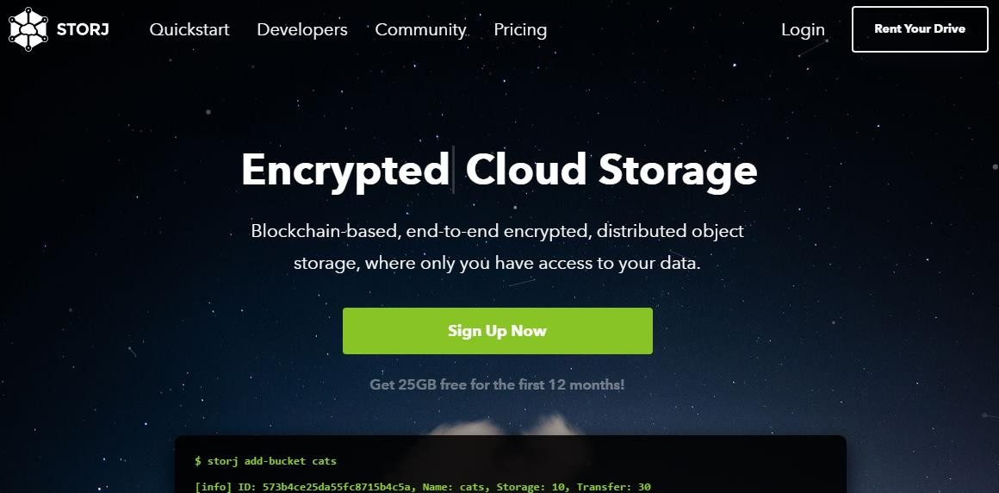 STORJ
Quickstart
Developers
Community
Pricing
Login
Rent Your Drive
Encrypted Cloud Storage
Blockchain-based, end-to-end encrypted, distributed object
storage, where only you have access to your data.
Sign Up Now
Get 25GB free for the first 12 months!
$ storj add-bucket cats
[info] ID: 573b4ce25da55fc8715b4c5a, Name: cats, Storage: 10, Transfer: 30